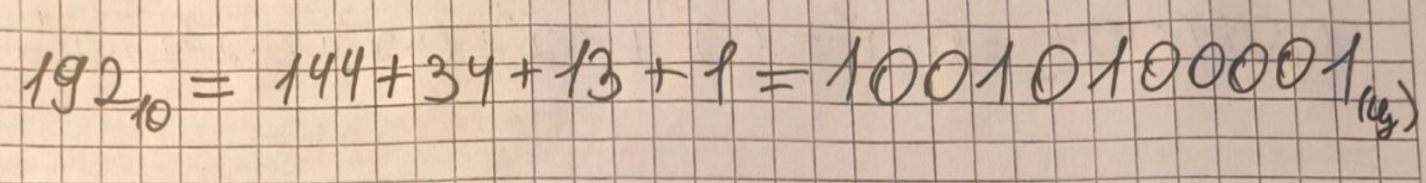 192₁₀ = 144 + 34 + 13 + 1 = 10010100001